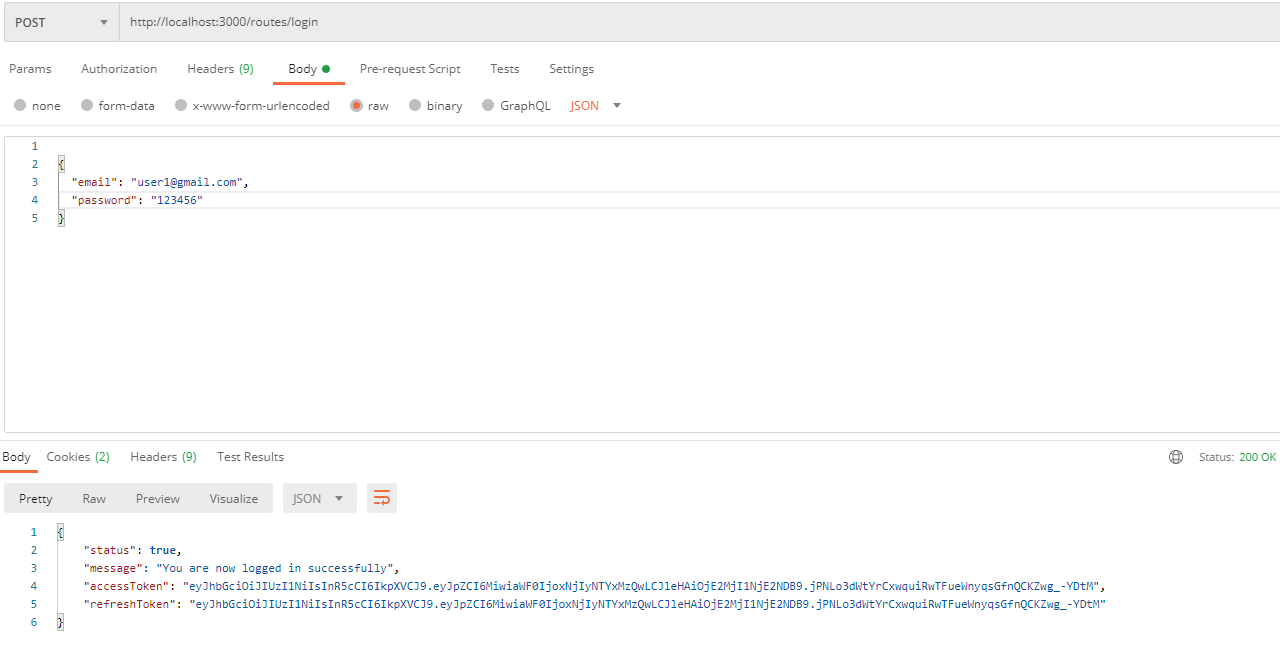 POST http://localhost:3000/routes/login
Params Authorization Headers (9) Body Pre-request Script Tests Settings
none form-data x-www-form-urlencoded raw binary GraphQL JSON
1
2 {
3 "email": "user1@gmail.com",
4 "password": "123456"
5 }
Body Cookies (2) Headers (9) Test Results Status: 200 OK
Pretty Raw Preview Visualize JSON
1 {
2 "status": true,
3 "message": "You are now logged in successfully",
4 "accessToken": "eyJhbGciOiJIUzI1NiIsInR5cCI6IkpXVCJ9.eyJpZCI6MiwiaWF0IjoxNjIyNTYxMzQwLCJleHAiOjE2MjI1NjE2NDB9.jPNLo3dWtYrCxwquiRwTFueWnyqsGfnQCKZwg_-YDtM",
5 "refreshToken": "eyJhbGciOiJIUzI1NiIsInR5cCI6IkpXVCJ9.eyJpZCI6MiwiaWF0IjoxNjIyNTYxMzQwLCJleHAiOjE2MjI1NjE2NDB9.jPNLo3dWtYrCxwquiRwTFueWnyqsGfnQCKZwg_-YDtM"
6 }